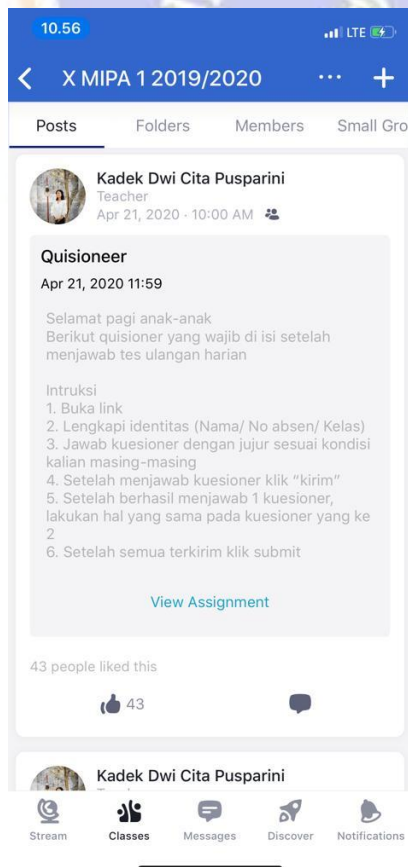 10.56
LTE
X MIPA 1 2019/2020
Posts Folders Members Small Gro
Kadek Dwi Cita Pusparini
Teacher
Apr 21, 2020 · 10:00 AM
Quisioneer
Apr 21, 2020 11:59
Selamat pagi anak-anak
Berikut quisioner yang wajib di isi setelah
menjawab tes ulangan harian
Intruksi
1. Buka link
2. Lengkapi identitas (Nama/ No absen/ Kelas)
3. Jawab kuesioner dengan jujur sesuai kondisi
kalian masing-masing
4. Setelah menjawab kuesioner klik “kirim”
5. Setelah berhasil menjawab 1 kuesioner,
lakukan hal yang sama pada kuesioner yang ke
2
6. Setelah semua terkirim klik submit
View Assignment
43 people liked this
43
Kadek Dwi Cita Pusparini
Stream Classes Messages Discover Notifications